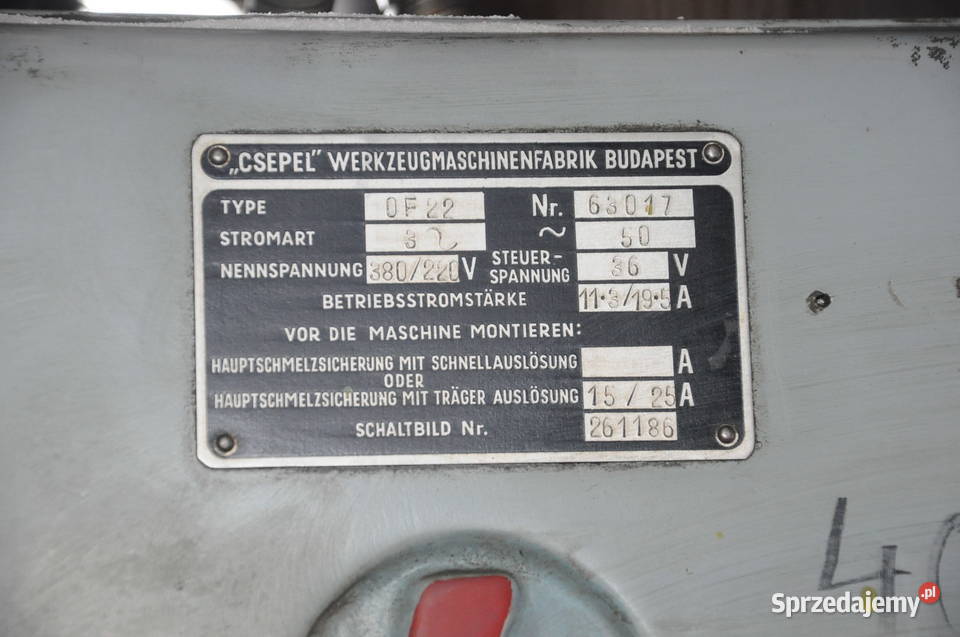 „CSEPEL" WERKZEUGMASCHINENFABRIK BUDAPEST
TYPE OF22 Nr. 63017
STROMART 3~ ~ 50
NENNSPANNUNG 380/220 V STEUER-SPANNUNG 36 V
BETRIEBSSTROMSTÄRKE 11·3/19·5 A
VOR DIE MASCHINE MONTIEREN:
HAUPTSCHMELZSICHERUNG MIT SCHNELLAUSLÖSUNG A
ODER
HAUPTSCHMELZSICHERUNG MIT TRÄGER AUSLÖSUNG 15/25 A
SCHALTBILD Nr. 261186
4
Sprzedajemy.pl